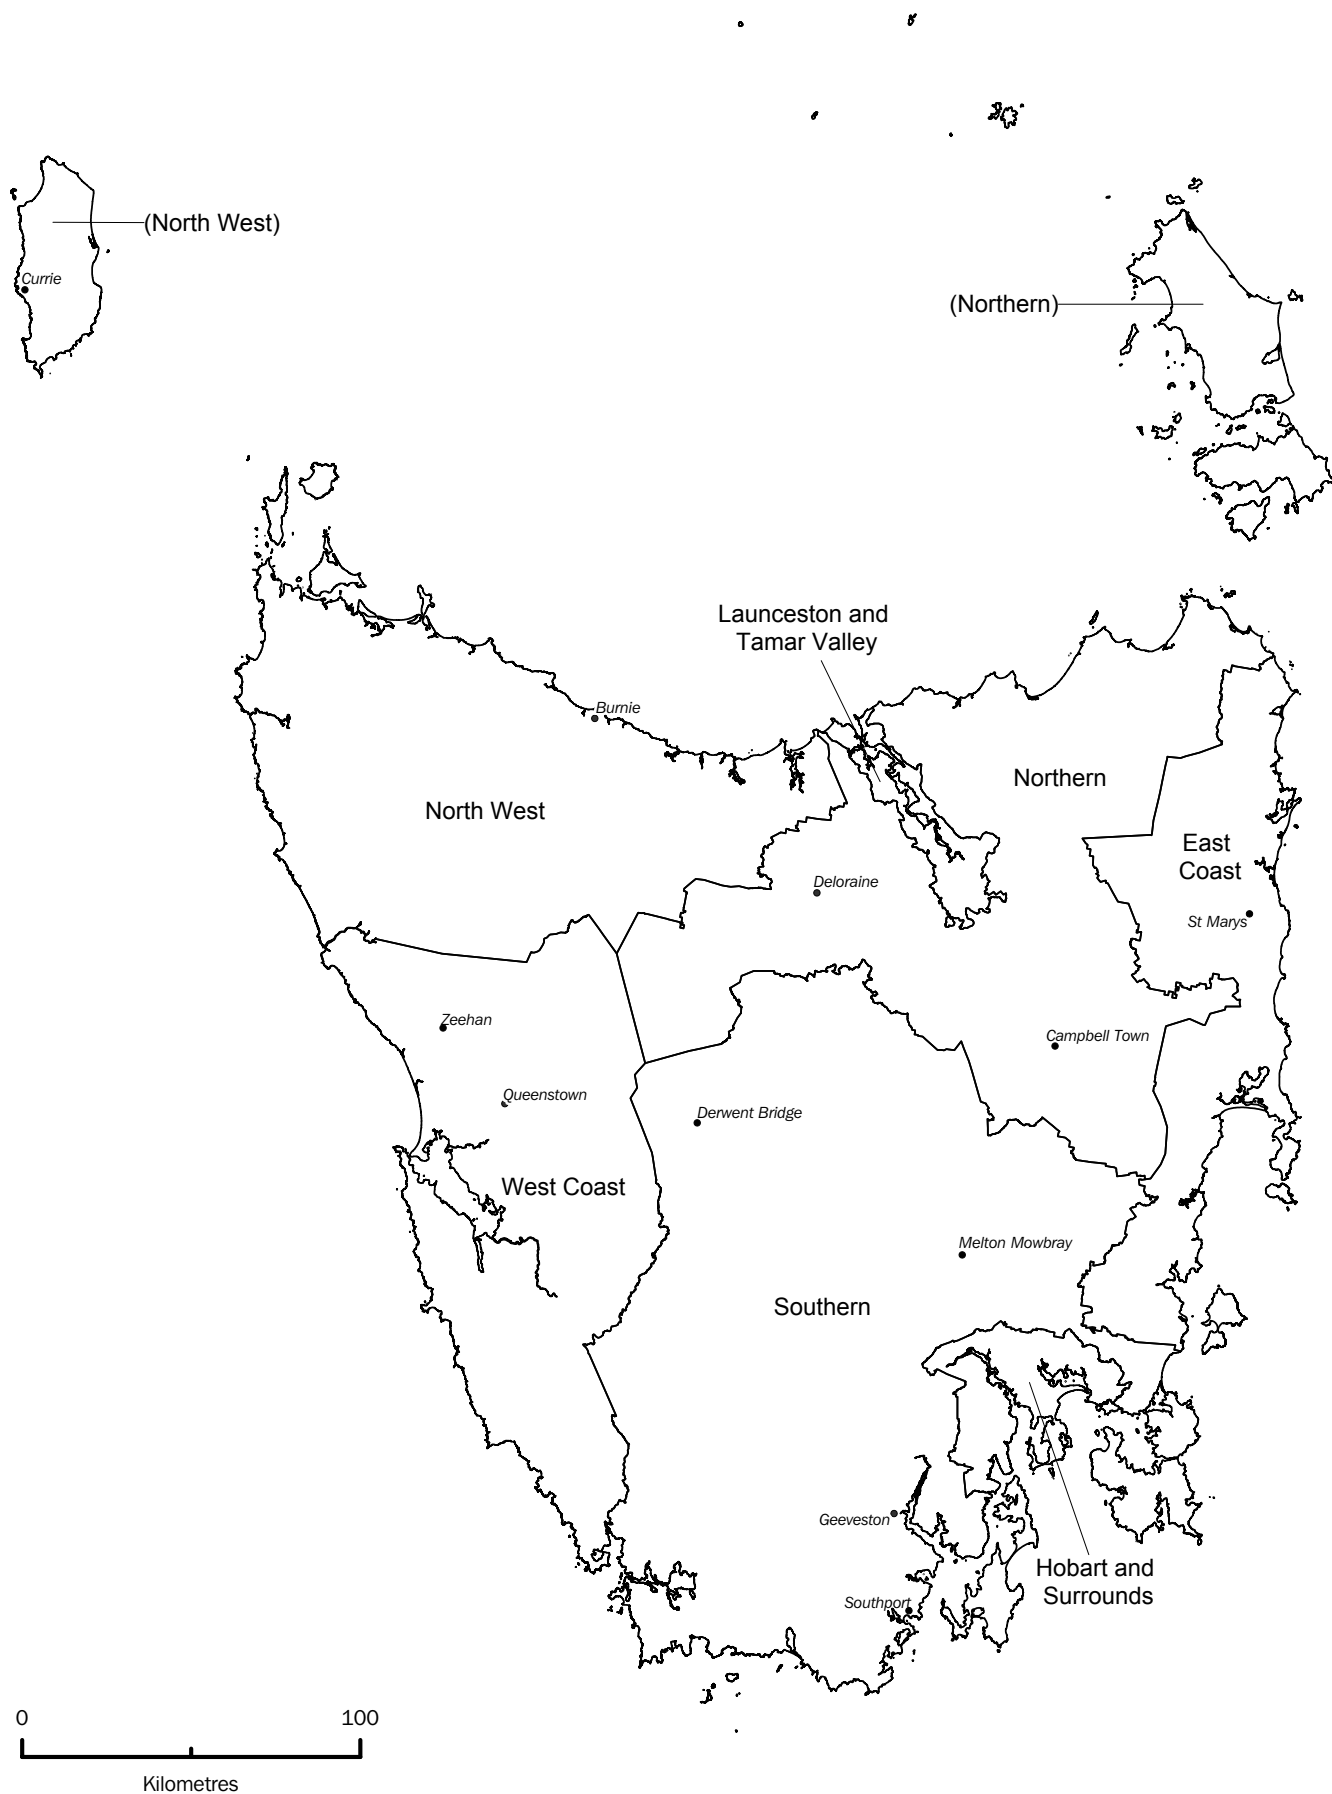 (North West)
Currie
(Northern)
Launceston and
Tamar Valley
Burnie
Northern
North West
East
Coast
Deloraine
St Marys
Zeehan
Campbell Town
Queenstown
Derwent Bridge
West Coast
Melton Mowbray
Southern
Geeveston
Hobart and
Surrounds
Southport
0 100
Kilometres